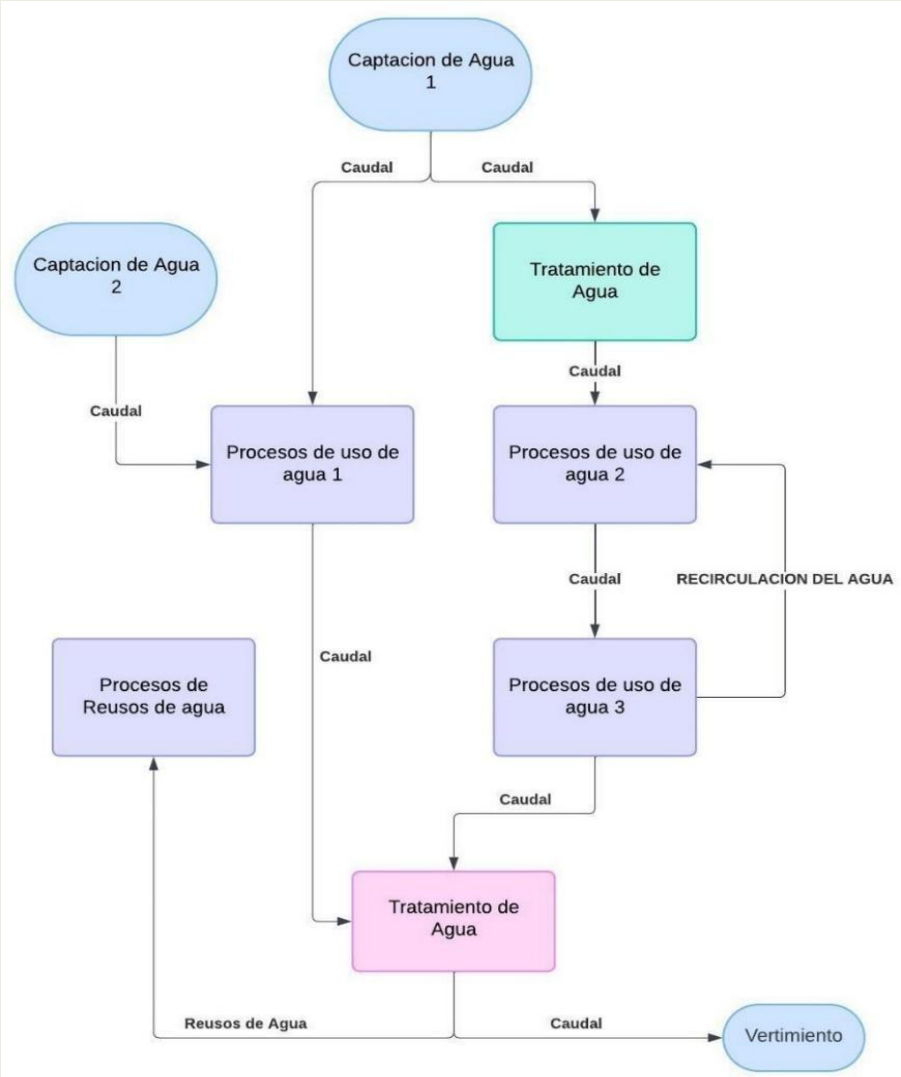 Captacion de Agua
1
Caudal
Caudal
Captacion de Agua
2
Tratamiento de
Agua
Caudal
Caudal
Procesos de uso de
agua 1
Procesos de uso de
agua 2
Caudal
RECIRCULACION DEL AGUA
Caudal
Procesos de
Reusos de agua
Procesos de uso de
agua 3
Caudal
Tratamiento de
Agua
Reusos de Agua
Caudal
Vertimiento